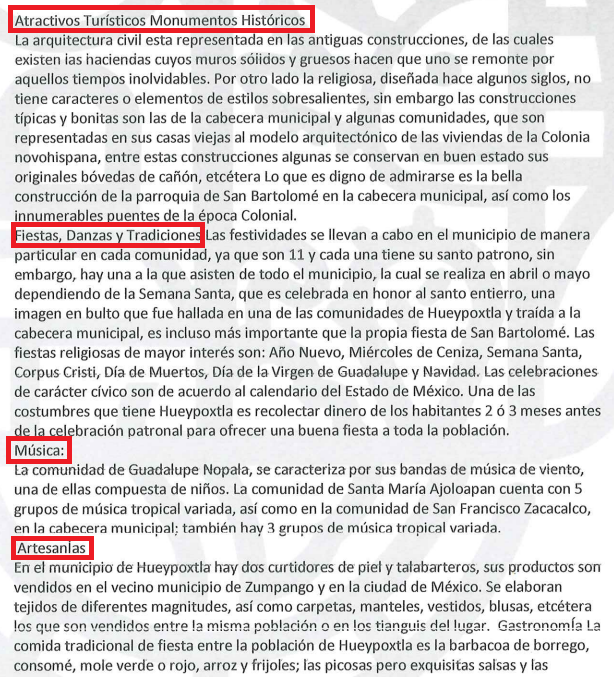 Atractivos Turísticos Monumentos Históricos
La arquitectura civil esta representada en las antiguas construcciones, de las cuales
existen las haciendas cuyos muros sólidos y gruesos hacen que uno se remonte por
aquellos tiempos inolvidables. Por otro lado la religiosa, diseñada hace algunos siglos, no
tiene caracteres o elementos de estilos sobresalientes, sin embargo las construcciones
típicas y bonitas son las de la cabecera municipal y algunas comunidades, que son
representadas en sus casas viejas al modelo arquitectónico de las viviendas de la Colonia
novohispana, entre estas construcciones algunas se conservan en buen estado sus
originales bóvedas de cañón, etcétera Lo que es digno de admirarse es la bella
construcción de la parroquia de San Bartolomé en la cabecera municipal, así como los
innumerables puentes de la época Colonial.
Fiestas, Danzas y Tradiciones Las festividades se llevan a cabo en el municipio de manera
particular en cada comunidad, ya que son 11 y cada una tiene su santo patrono, sin
embargo, hay una a la que asisten de todo el municipio, la cual se realiza en abril o mayo
dependiendo de la Semana Santa, que es celebrada en honor al santo entierro, una
imagen en bulto que fue hallada en una de las comunidades de Hueypoxtla y traída a la
cabecera municipal, es incluso más importante que la propia fiesta de San Bartolomé. Las
fiestas religiosas de mayor interés son: Año Nuevo, Miércoles de Ceniza, Semana Santa,
Corpus Cristi, Día de Muertos, Día de la Virgen de Guadalupe y Navidad. Las celebraciones
de carácter cívico son de acuerdo al calendario del Estado de México. Una de las
costumbres que tiene Hueypoxtla es recolectar dinero de los habitantes 2 ó 3 meses antes
de la celebración patronal para ofrecer una buena fiesta a toda la población.
Música:
La comunidad de Guadalupe Nopala, se caracteriza por sus bandas de música de viento,
una de ellas compuesta de niños. La comunidad de Santa María Ajoloapan cuenta con 5
grupos de música tropical variada, así como en la comunidad de San Francisco Zacacalco,
en la cabecera municipal; también hay 3 grupos de música tropical variada.
Artesanías
En el municipio de Hueypoxtla hay dos curtidores de piel y talabarteros, sus productos son
vendidos en el vecino municipio de Zumpango y en la ciudad de México. Se elaboran
tejidos de diferentes magnitudes, así como carpetas, manteles, vestidos, blusas, etcétera
los que son vendidos entre la misma población o en los tianguis del lugar. Gastronomía La
comida tradicional de fiesta entre la población de Hueypoxtla es la barbacoa de borrego,
consomé, mole verde o rojo, arroz y frijoles; las picosas pero exquisitas salsas y las